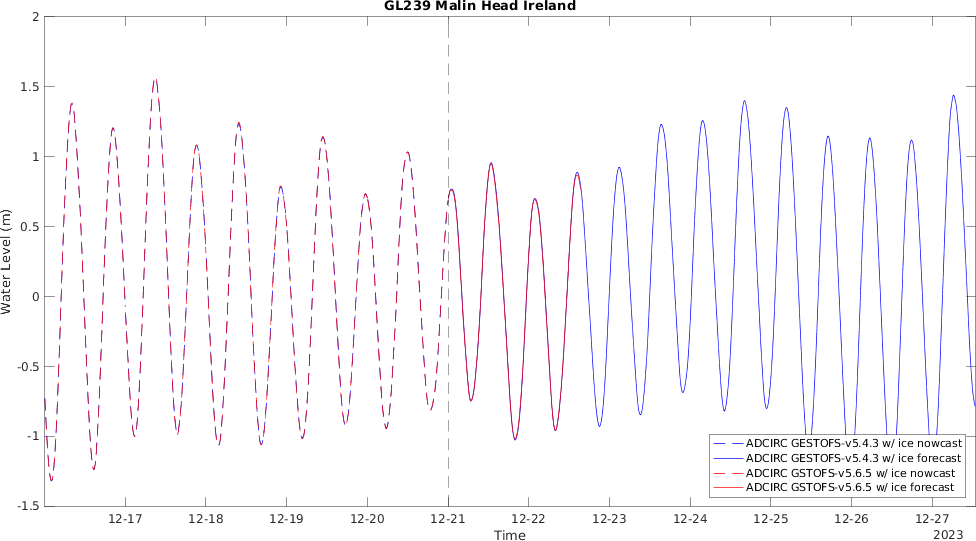 GL239 Malin Head Ireland
2
1.5
1
0.5
0
-0.5
-1
-1.5
Water Level (m)
12-17
12-18
12-19
12-20
12-21
12-22
12-23
12-24
12-25
12-26
12-27
Time
2023
ADCIRC GESTOFS-v5.4.3 w/ ice nowcast
ADCIRC GESTOFS-v5.4.3 w/ ice forecast
ADCIRC GSTOFS-v5.6.5 w/ ice nowcast
ADCIRC GSTOFS-v5.6.5 w/ ice forecast